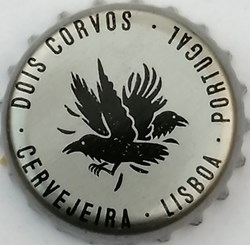 DOIS CORVOS · CERVEJEIRA · LISBOA · PORTUGAL ·